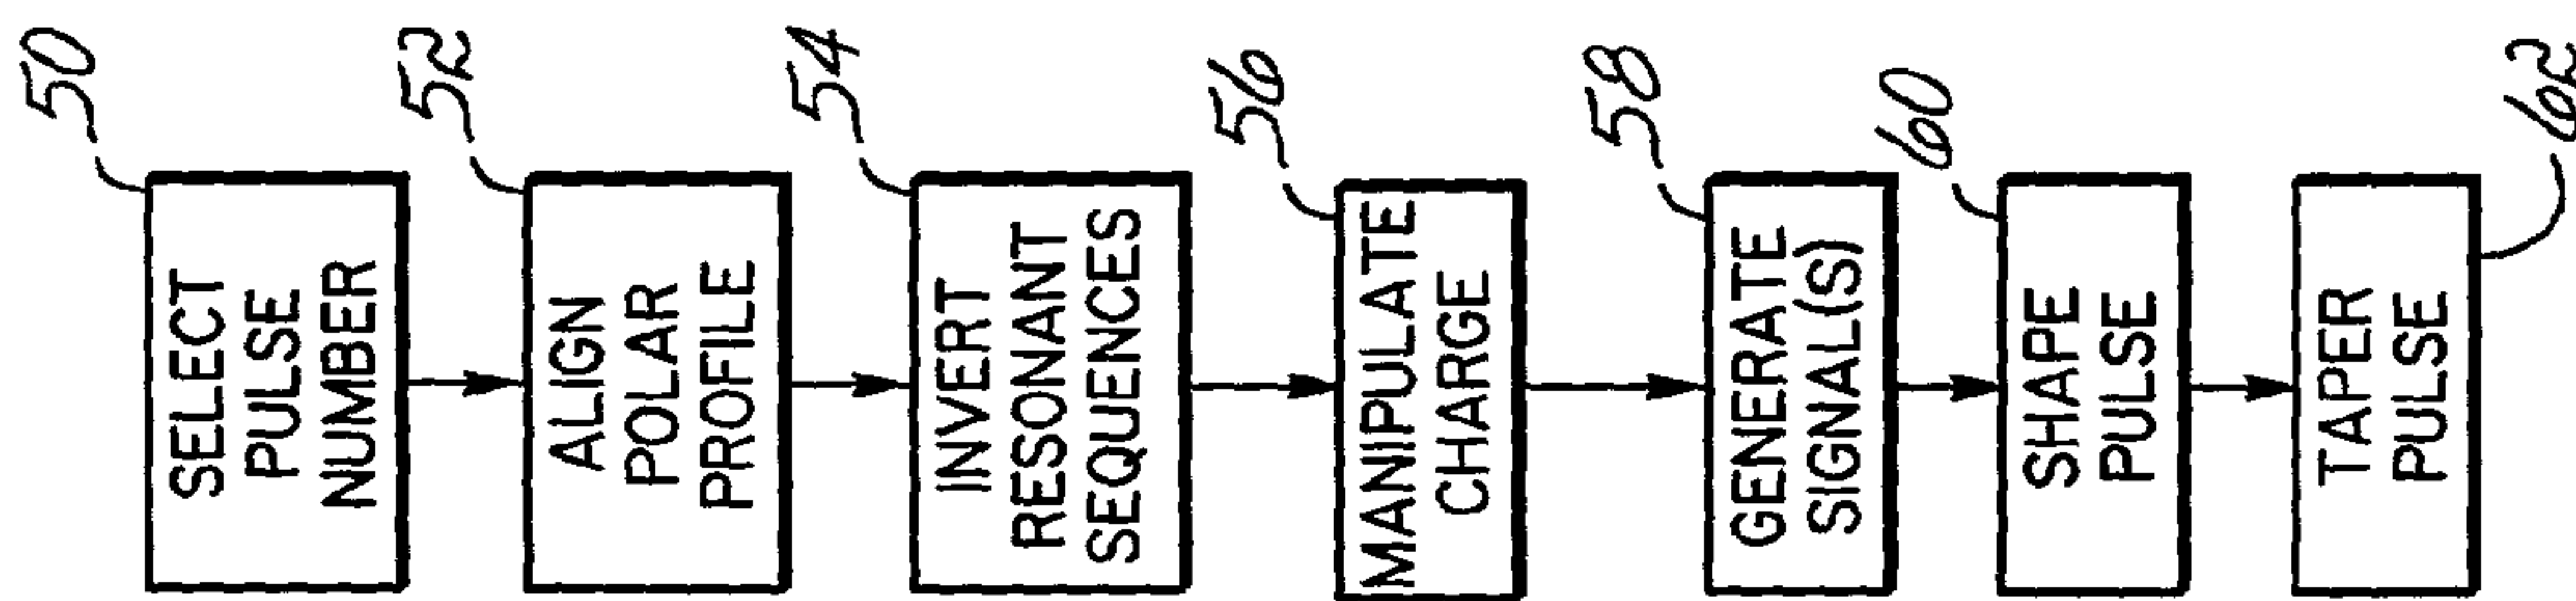 50
SELECT
PULSE
NUMBER
52
ALIGN
POLAR
PROFILE
54
INVERT
RESONANT
SEQUENCES
56
MANIPULATE
CHARGE
58
GENERATE
SIGNAL(S)
60
SHAPE
PULSE
62
TAPER
PULSE